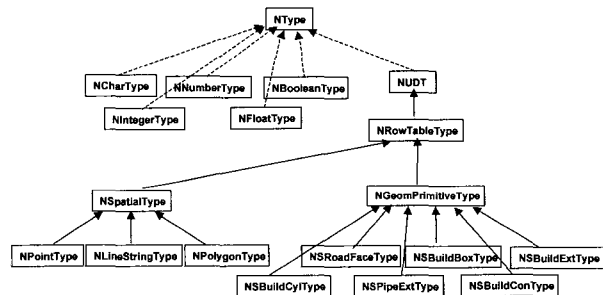 NType
NCharType
NNumberType
NBooleanType
NUDT
NIntegerType
NFloatType
NRowTableType
NSpatialType
NGeomPrimitiveType
NPointType
NLineStringType
NPolygonType
NSRoadFaceType
NSBuildBoxType
NSBuildExtType
NSBuildCylType
NSPipeExtType
NSBuildConType